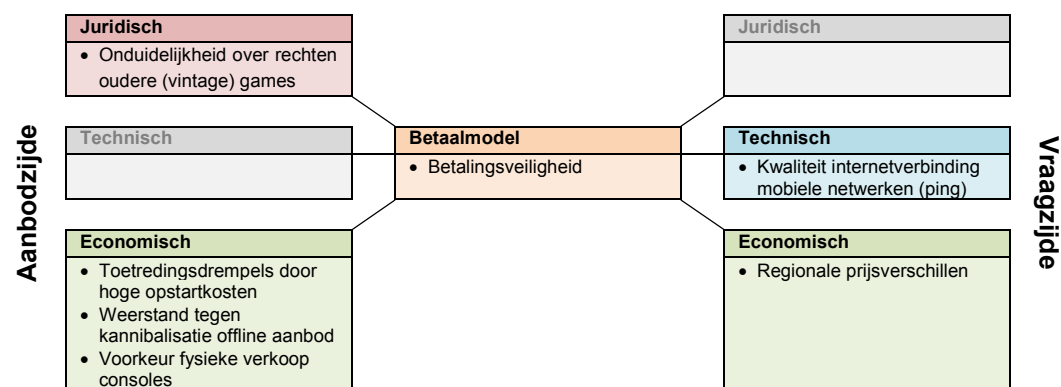 Aanbodzijde
Juridisch
• Onduidelijkheid over rechten
oudere (vintage) games
Technisch
Economisch
• Toetredingsdrempels door
hoge opstartkosten
• Weerstand tegen
kannibalisatie offline aanbod
• Voorkeur fysieke verkoop
consoles
Betaalmodel
• Betalingsveiligheid
Juridisch
Technisch
• Kwaliteit internetverbinding
mobiele netwerken (ping)
Economisch
• Regionale prijsverschillen
Vraagzijde